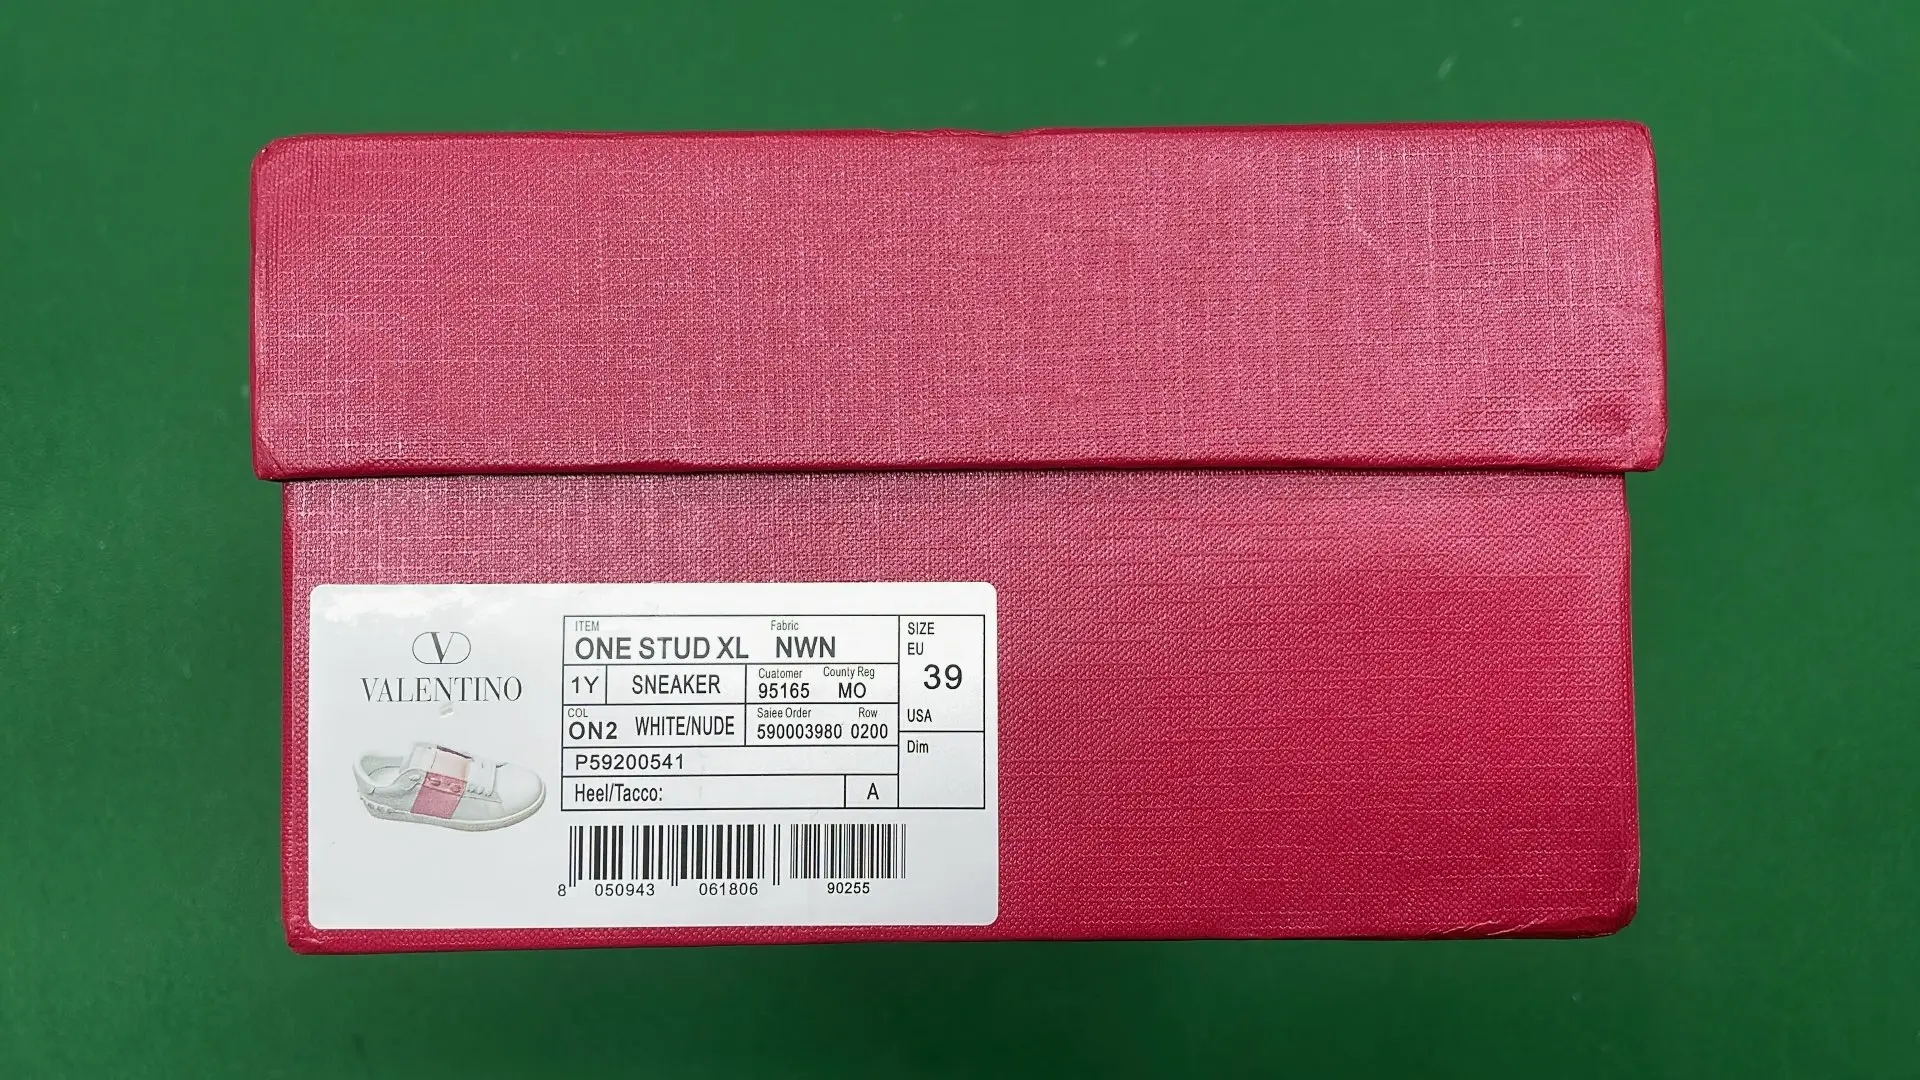 V
VALENTINO
ITEM Fabric
ONE STUD XL NWN
1Y SNEAKER
Cuatomer County Reg
95165 MO
COL
ON2 WHITE/NUDE
Saiee Order Row
590003980 0200
P59200541
Heel/Tacco: A
SIZE
EU
39
USA
Dim
8 050943 061806 90255